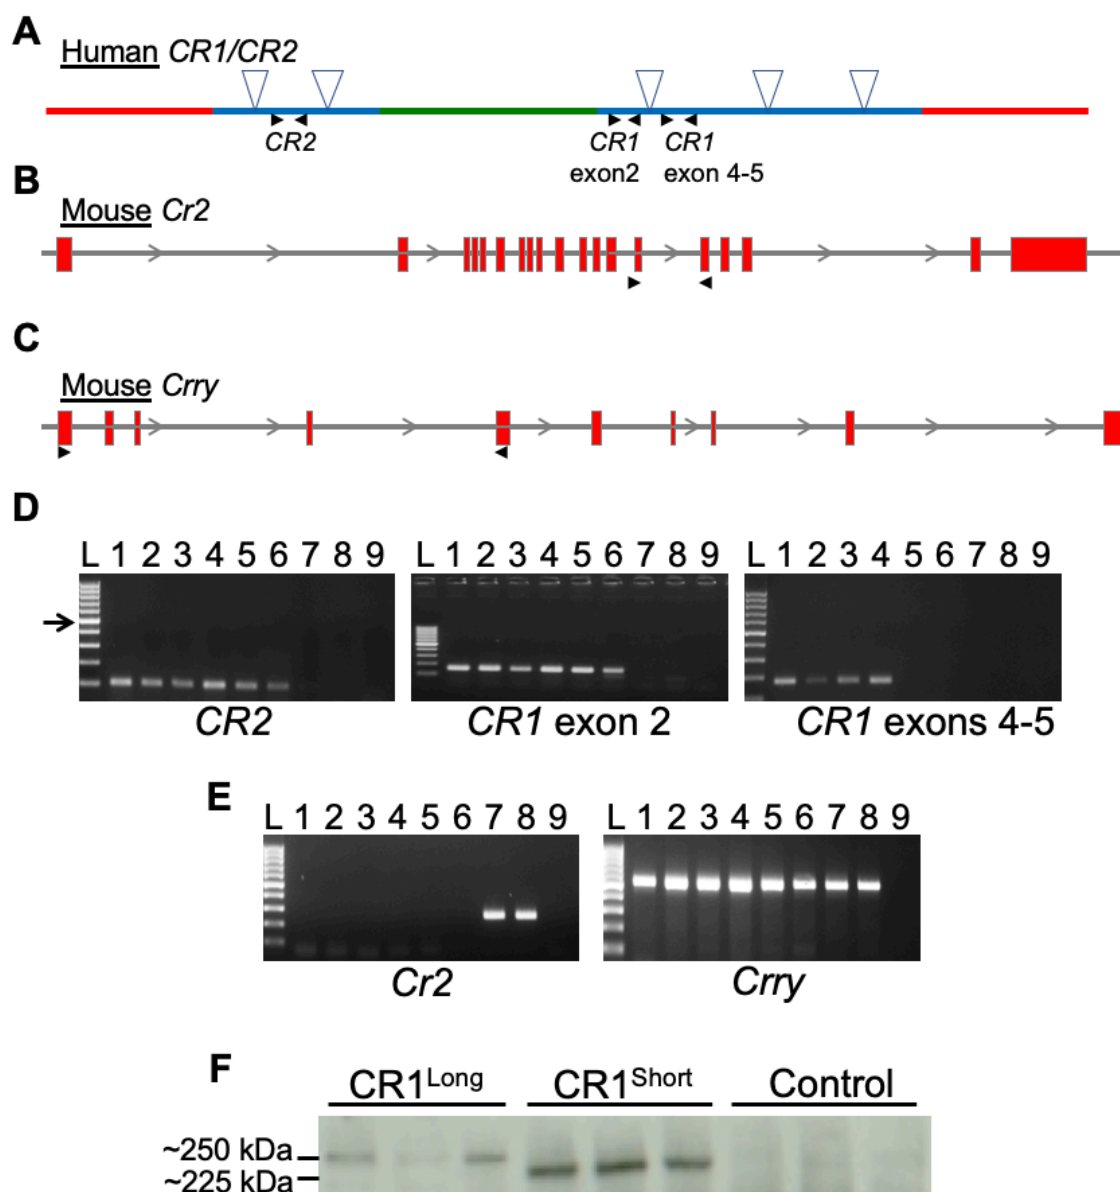 A
Human CR1/CR2
CR2
CR1
exon2
CR1
exon 4-5
B
Mouse Cr2
C
Mouse Crry
D
L 1 2 3 4 5 6 7 8 9
L 1 2 3 4 5 6 7 8 9
L 1 2 3 4 5 6 7 8 9
CR2
CR1 exon 2
CR1 exons 4-5
E
L 1 2 3 4 5 6 7 8 9
L 1 2 3 4 5 6 7 8 9
Cr2
Crry
F
CR1Long
CR1Short
Control
~250 kDa
~225 kDa